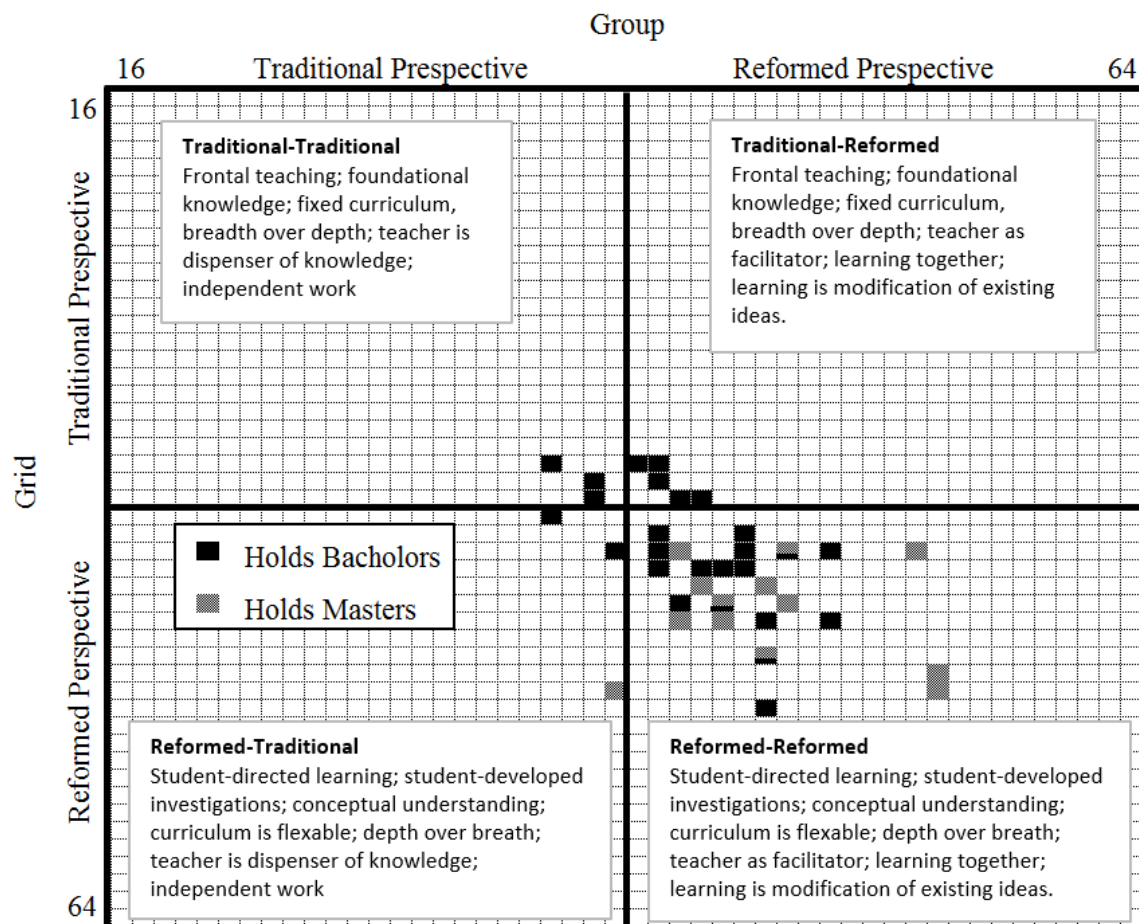 Group
16 Traditional Prespective Reformed Prespective 64
16
Traditional Prespective
Grid
Reformed Perspective
64
Traditional-Traditional
Frontal teaching; foundational
knowledge; fixed curriculum,
breadth over depth; teacher is
dispenser of knowledge;
independent work
Traditional-Reformed
Frontal teaching; foundational
knowledge; fixed curriculum,
breadth over depth; teacher as
facilitator; learning together;
learning is modification of existing
ideas.
Holds Bacholors
Holds Masters
Reformed-Traditional
Student-directed learning; student-developed
investigations; conceptual understanding;
curriculum is flexable; depth over breath;
teacher is dispenser of knowledge;
independent work
Reformed-Reformed
Student-directed learning; student-developed
investigations; conceptual understanding;
curriculum is flexable; depth over breath;
teacher as facilitator; learning together;
learning is modification of existing ideas.